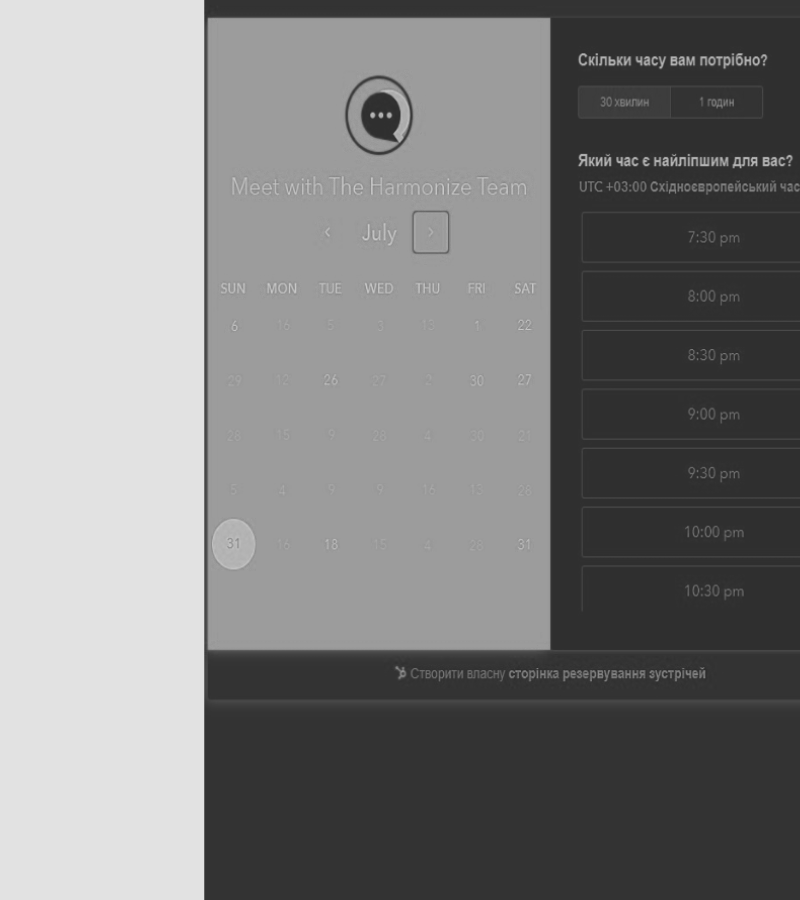 Meet with The Harmonize Team
July
SUN MON TUE WED THU FRI SAT
6 16 5 3 13 1 22
29 12 26 27 2 30 27
28 15 9 28 4 30 21
5 4 9 9 16 13 28
31 16 18 15 4 28 31
Скільки часу вам потрібно?
30 хвилин 1 годин
Який час є найліпшим для вас?
UTC +03:00 Східноєвропейський час
7:30 pm
8:00 pm
8:30 pm
9:00 pm
9:30 pm
10:00 pm
10:30 pm
Створити власну сторінка резервування зустрічей